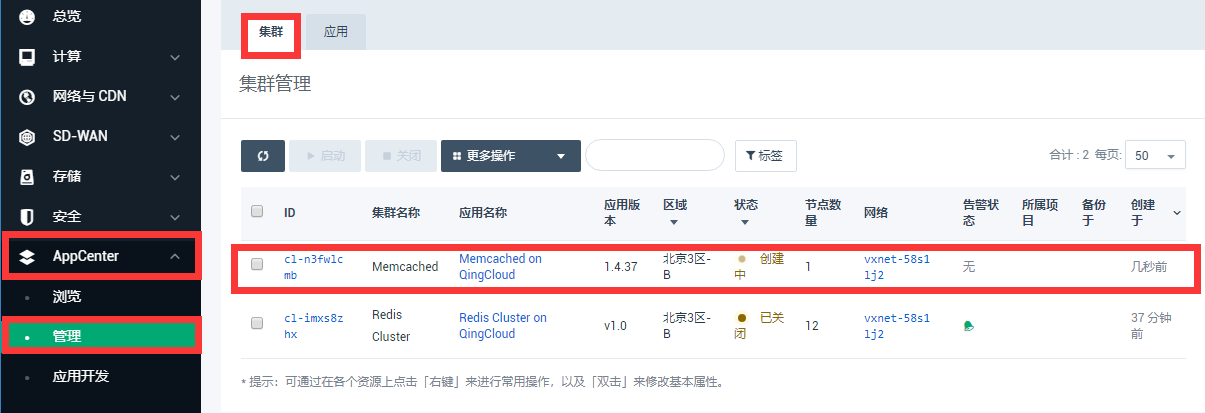 总览
计算
网络与 CDN
SD-WAN
存储
安全
AppCenter
浏览
管理
应用开发
集群 应用
集群管理
启动 关闭 更多操作 标签 合计 : 2 每页: 50
ID 集群名称 应用名称 应用版本 区域 状态 节点数量 网络 告警状态 所属项目 备份于 创建于
cl-n3fwlcmb Memcached Memcached on QingCloud 1.4.37 北京3区-B 创建中 1 vxnet-58s1lj2 无 几秒前
cl-imxs8zhx Redis Cluster Redis Cluster on QingCloud v1.0 北京3区-B 已关闭 12 vxnet-58s1lj2 37 分钟前
* 提示：可通过在各个资源上点击「右键」来进行常用操作，以及「双击」来修改基本属性。